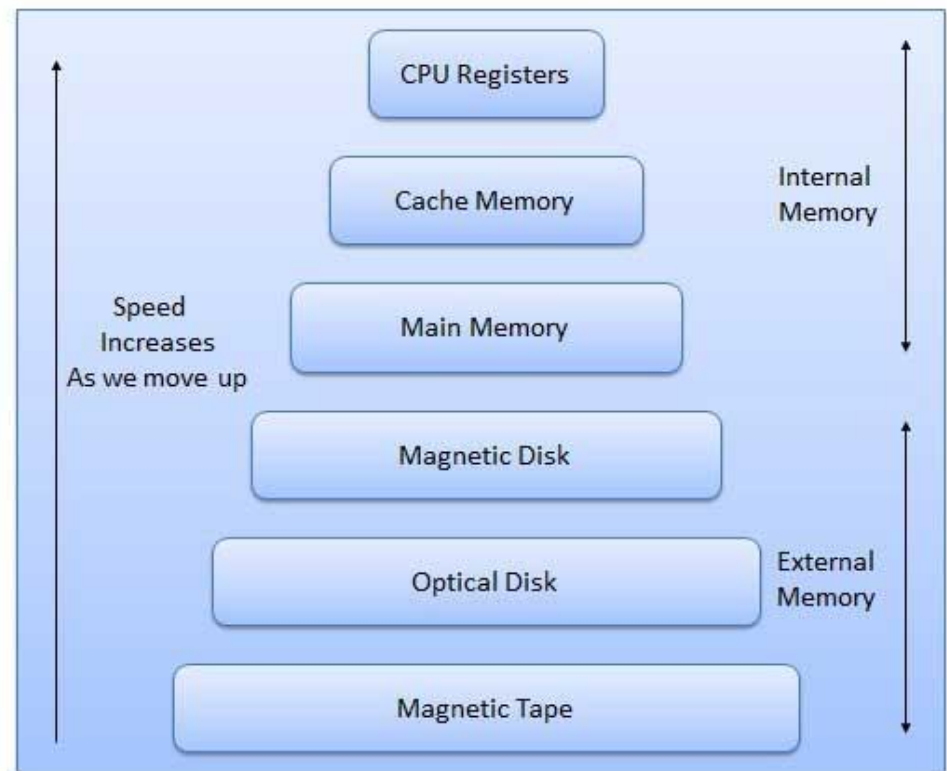 CPU Registers
Cache Memory
Internal
Memory
Main Memory
Speed
Increases
As we move up
Magnetic Disk
Optical Disk
External
Memory
Magnetic Tape